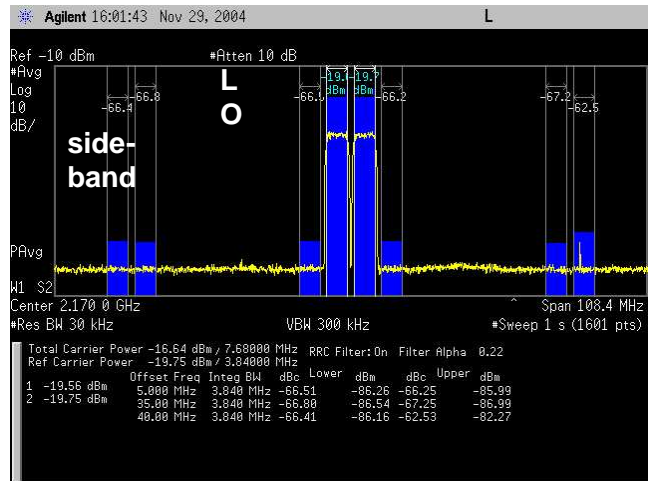 Agilent 16:01:43 Nov 29, 2004 L
Ref -10 dBm #Atten 10 dB
#Avg
Log
10
dB/
-66.4 -66.8 -19.7
dBm dBm
-66.2 -67.2 -62.5
L
O
side-
band
PAvg
W1 S2
Center 2.170 0 GHz ^ Span 108.4 MHz
#Res BW 30 kHz VBW 300 kHz #Sweep 1 s (1601 pts)
Total Carrier Power -16.64 dBm / 7.68000 MHz RRC Filter: On Filter Alpha 0.22
Ref Carrier Power -19.75 dBm / 3.84000 MHz
Lower Upper
Offset Freq Integ BW dBc dBm dBc dBm
1 -19.56 dBm 5.000 MHz 3.840 MHz -66.51 -86.26 -66.25 -85.99
2 -19.75 dBm 35.00 MHz 3.840 MHz -66.80 -86.54 -67.25 -86.99
40.00 MHz 3.840 MHz -66.41 -86.16 -62.53 -82.27